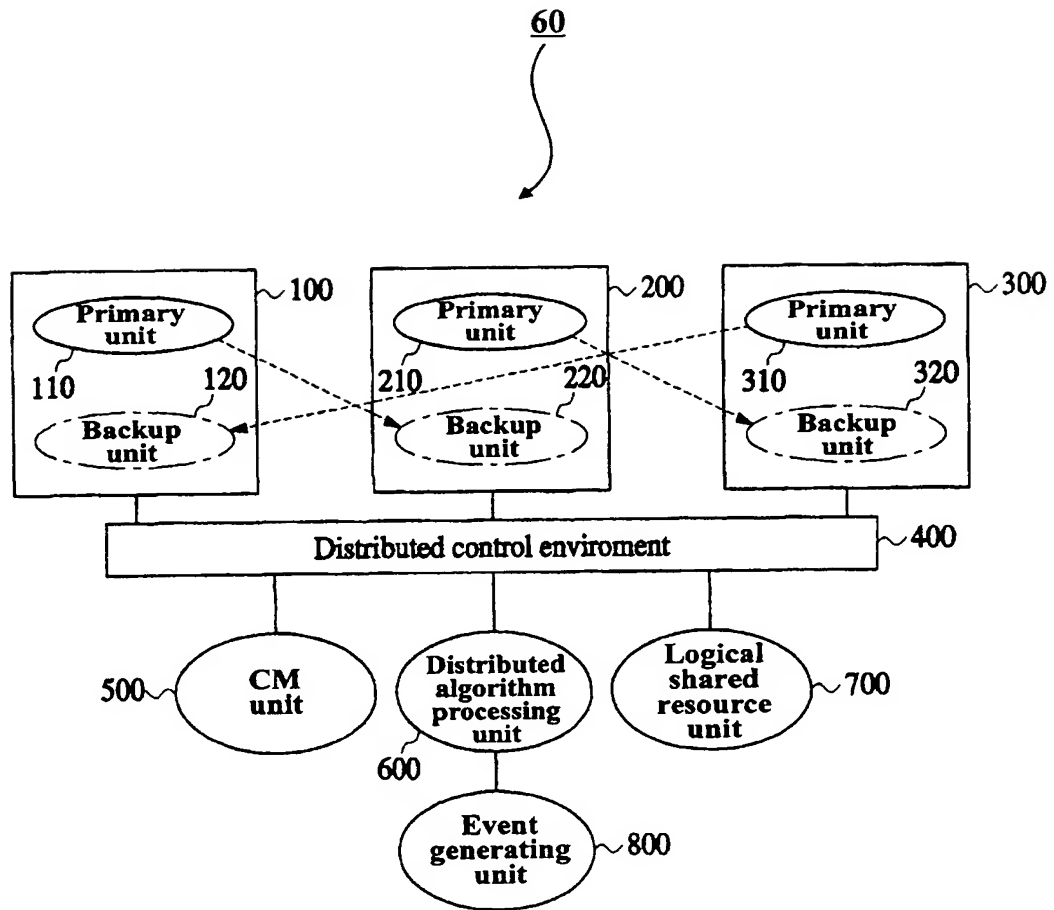 60
100
200
300
Primary
unit
Primary
unit
Primary
unit
110
120
210
220
310
320
Backup
unit
Backup
unit
Backup
unit
Distributed control enviroment
400
CM
unit
500
Distributed
algorithm
processing
unit
600
Logical
shared
resource
unit
700
Event
generating
unit
800